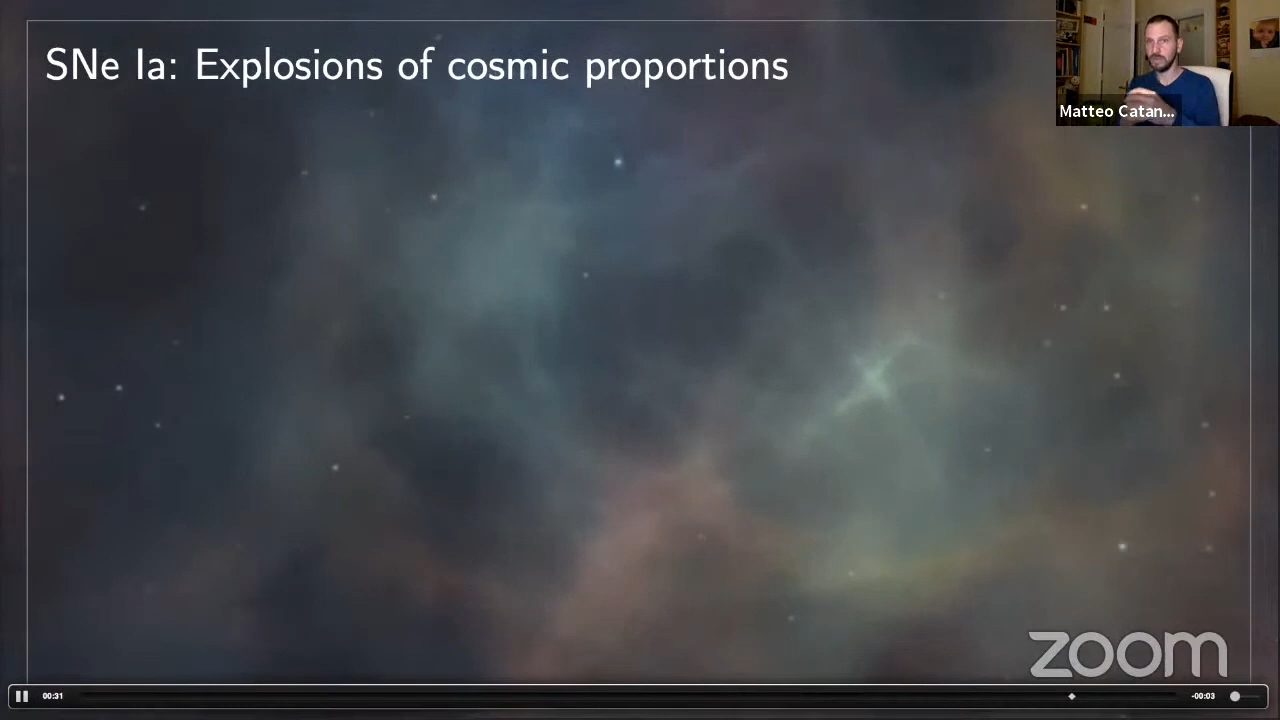 SNe Ia: Explosions of cosmic proportions
Matteo Catan...
zoom
00:31
-00:03